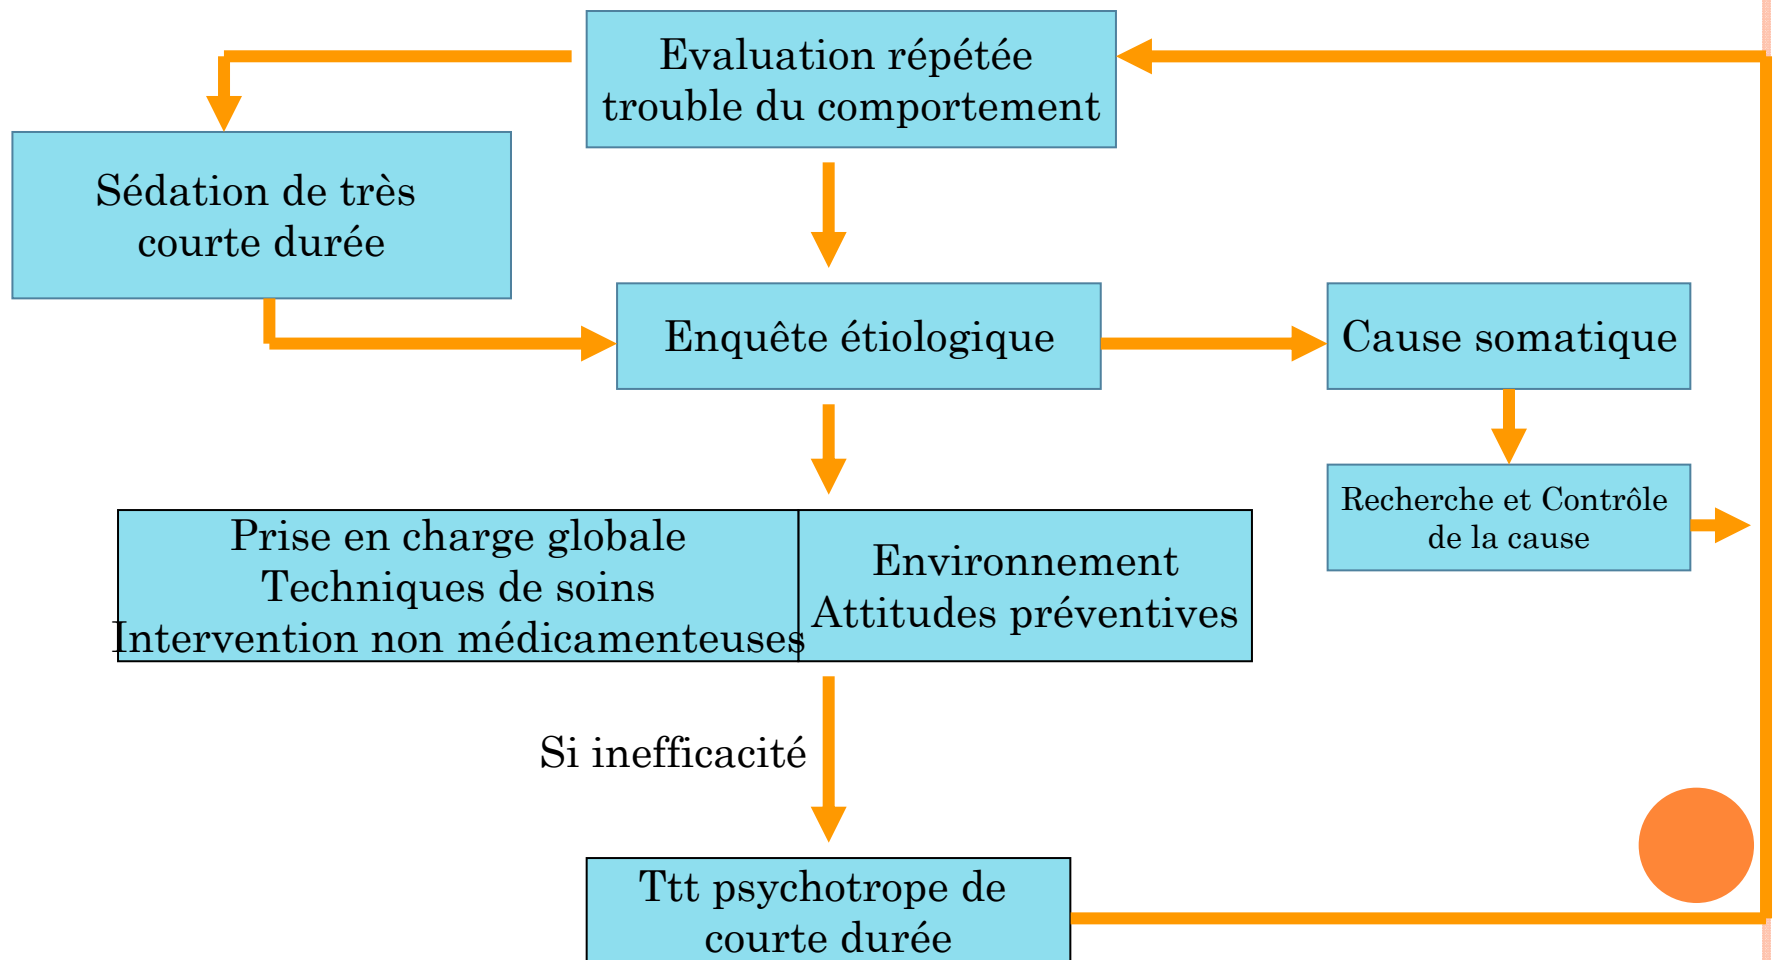 Evaluation répétée
trouble du comportement
Sédation de très
courte durée
Enquête étiologique
Cause somatique
Recherche et Contrôle
de la cause
Prise en charge globale
Techniques de soins
Intervention non médicamenteuses
Environnement
Attitudes préventives
Si inefficacité
Ttt psychotrope de
courte durée